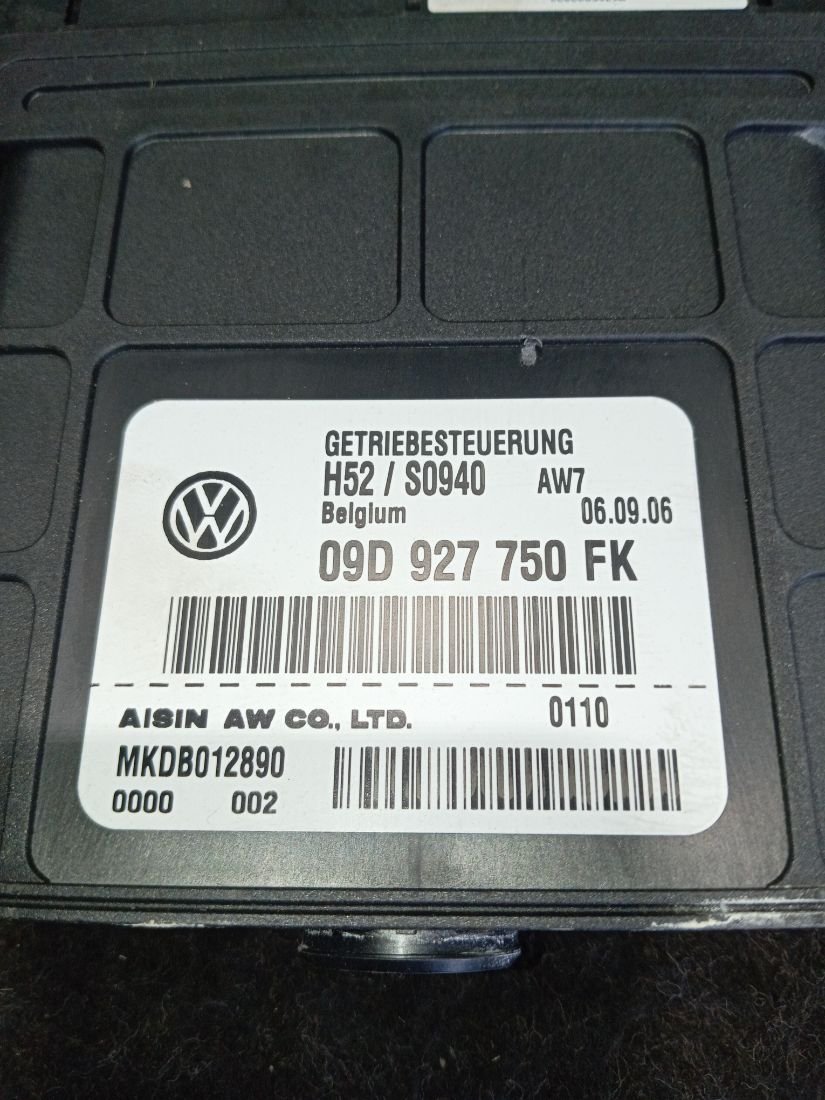 GETRIEBESTEUERUNG
H52 / S0940 AW7
Belgium 06.09.06
09D 927 750 FK
AISIN AW CO., LTD. 0110
MKDB012890
0000 002